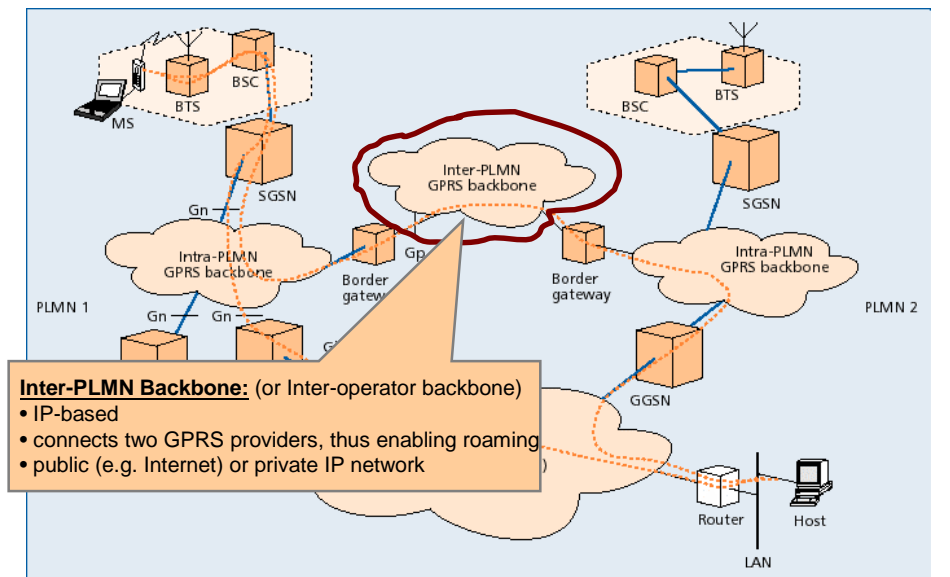 BSC
BTS
MS
SGSN
Gn
Intra-PLMN
GPRS backbone
PLMN 1
Gn
Gn
Inter-PLMN
GPRS backbone
Gp
Border
Border
gateway
BSC
BTS
SGSN
Intra-PLMN
GPRS backbone
PLMN 2
GGSN
Inter-PLMN Backbone: (or Inter-operator backbone)
• IP-based
• connects two GPRS providers, thus enabling roaming
• public (e.g. Internet) or private IP network
Router
Host
LAN